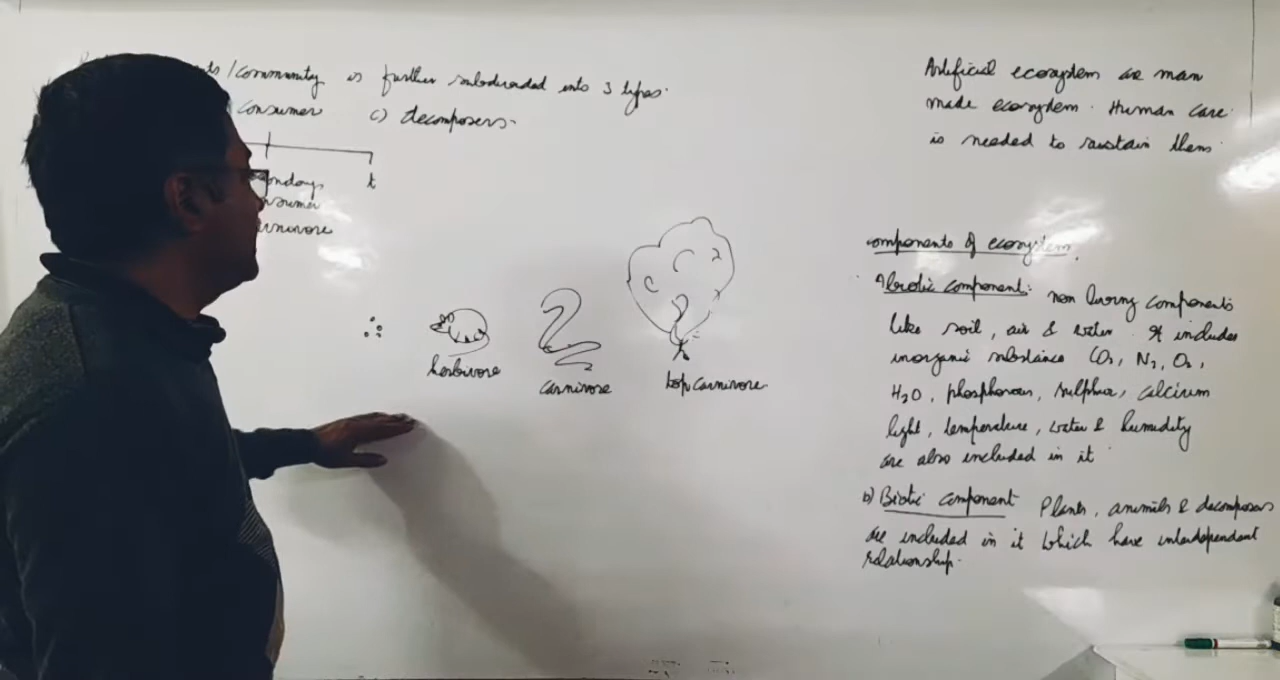 /community is further subdivided into 3 types.
consumer c) decomposers.
t
herbivore
carnivore
top carnivore
Artificial ecosystem are man
made ecosystem. Human care
is needed to sustain them
components of ecosystem.
Abiotic component: non living components
like soil, air & water. It includes
inorganic substance CO2, N2, O2,
H2O, phosphorous, sulphur, calcium
light, temperature, water & humidity
are also included in it
b) Biotic component Plants, animals & decomposers
are included in it which have interdependent
relationship.